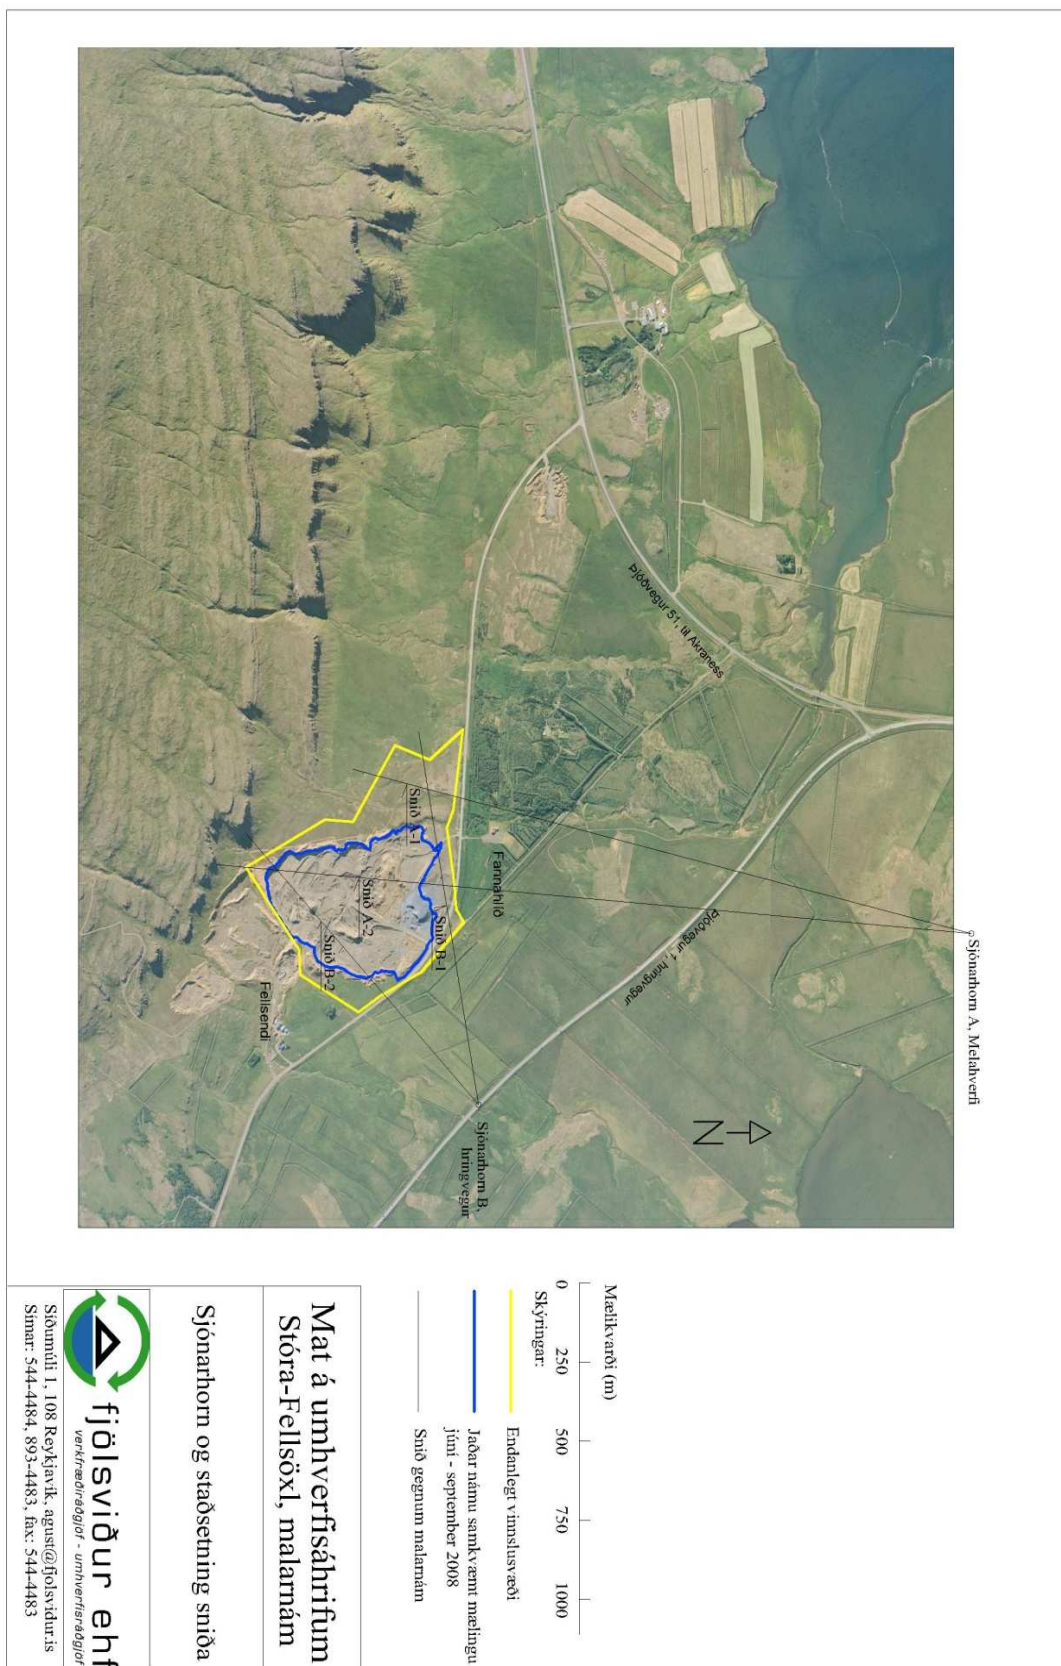 Sjónarhorn A, Melahverfi
Þjóðvegur 51, til Akraness
Þjóðvegur 1, hringvegur
Fannahlíð
Sjónarhorn B,
hringvegur
Snið A-1
Snið B-1
Snið A-2
Snið B-2
Fellsendi
N
Mælikvarði (m)
0 250 500 750 1000
Skýringar:
Endanlegt vinnslusvæði
Jaðar námu samkvæmt mælingu
júní - september 2008
Snið gegnum malarnám
Mat á umhverfisáhrifum
Stóra-Fellsöxl, malarnám
Sjónarhorn og staðsetning sniða
fjölsviður ehf
verkfræðiráðgjöf - umhverfisráðgjöf
Síðumúli 1, 108 Reykjavík, agust@fjolsvidur.is
Símar: 544-4484, 893-4483, fax: 544-4483